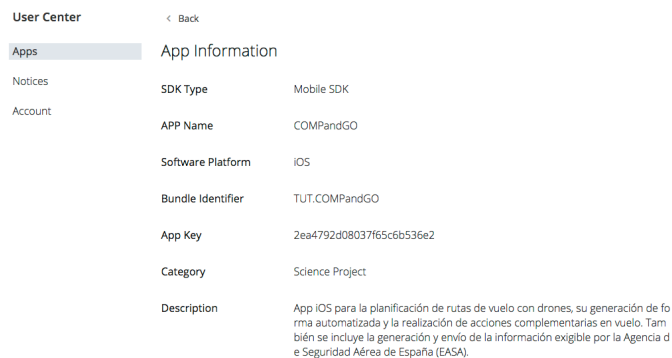 User Center
< Back
Apps
App Information
Notices
SDK Type Mobile SDK
Account
APP Name COMPandGO
Software Platform iOS
Bundle Identifier TUT.COMPandGO
App Key 2ea4792d08037f65c6b536e2
Category Science Project
Description App iOS para la planificación de rutas de vuelo con drones, su generación de fo
rma automatizada y la realización de acciones complementarias en vuelo. Tam
bién se incluye la generación y envío de la información exigible por la Agencia d
e Seguridad Aérea de España (EASA).